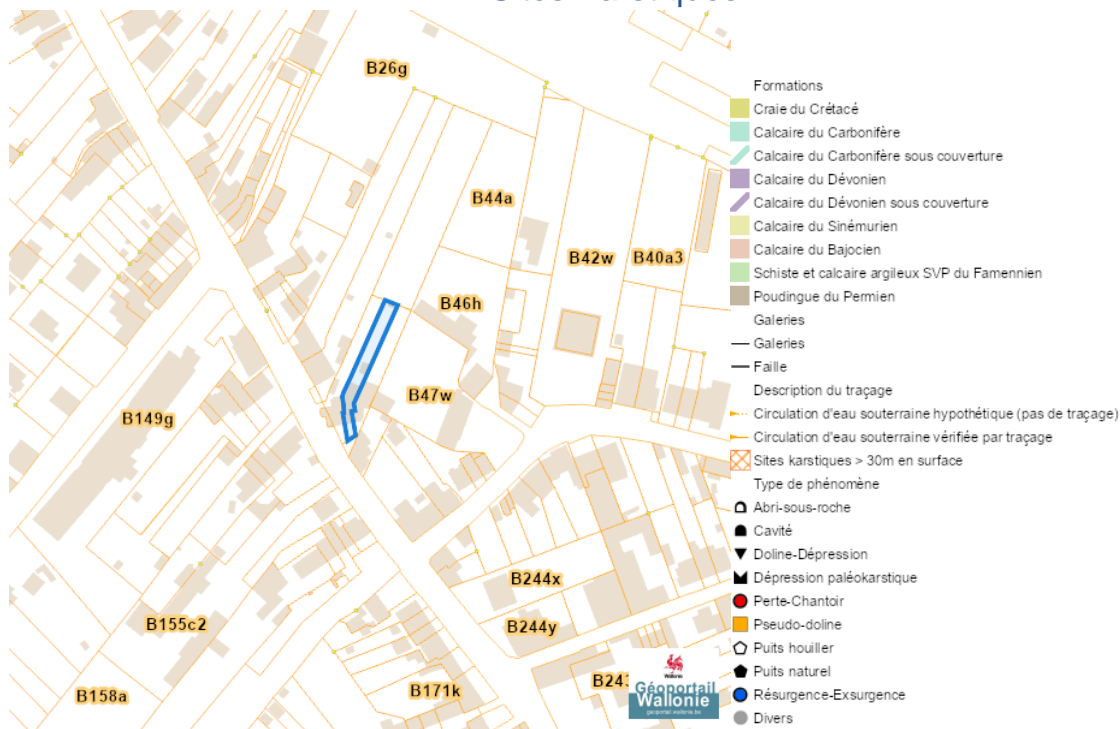 B26g
B44a
B42w
B40a3
B46h
B47w
B149g
B244x
B155c2
B244y
B158a
B171k
Wallonie
Géoportail
Wallonie
geoportail.wallonie.be
Formations
Craie du Crétacé
Calcaire du Carbonifère
Calcaire du Carbonifère sous couverture
Calcaire du Dévonien
Calcaire du Dévonien sous couverture
Calcaire du Sinémurien
Calcaire du Bajocien
Schiste et calcaire argileux SVP du Famennien
Poudingue du Permien
Galeries
Galeries
Faille
Description du traçage
Circulation d'eau souterraine hypothétique (pas de traçage)
Circulation d'eau souterraine vérifiée par traçage
Sites karstiques > 30m en surface
Type de phénomène
Abri-sous-roche
Cavité
Doline-Dépression
Dépression paléokarstique
Perte-Chantoir
Pseudo-doline
Puits houiller
Puits naturel
Résurgence-Exsurgence
Divers